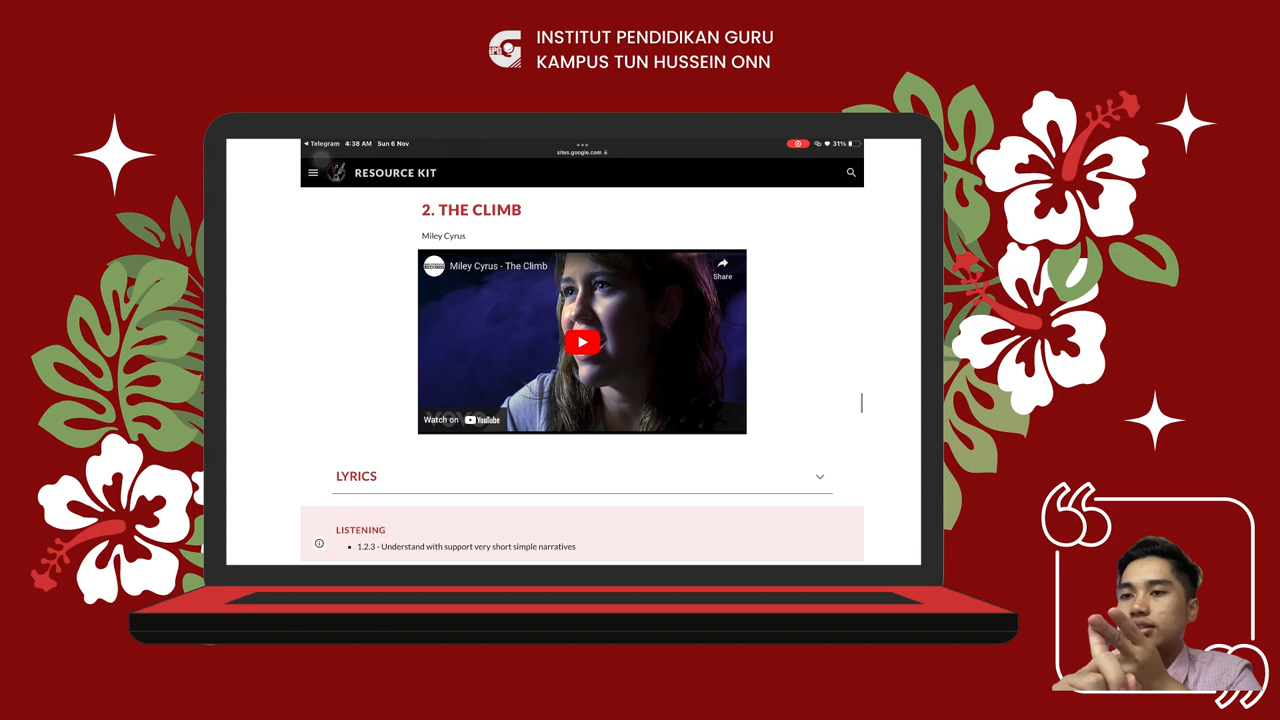 iPG
INSTITUT PENDIDIKAN GURU
KAMPUS TUN HUSSEIN ONN
Telegram 4:38 AM Sun 6 Nov
31%
sites.google.com
RESOURCE KIT
2. THE CLIMB
Miley Cyrus
Miley Cyrus - The Climb
Share
Watch on YouTube
LYRICS
LISTENING
1.2.3 - Understand with support very short simple narratives